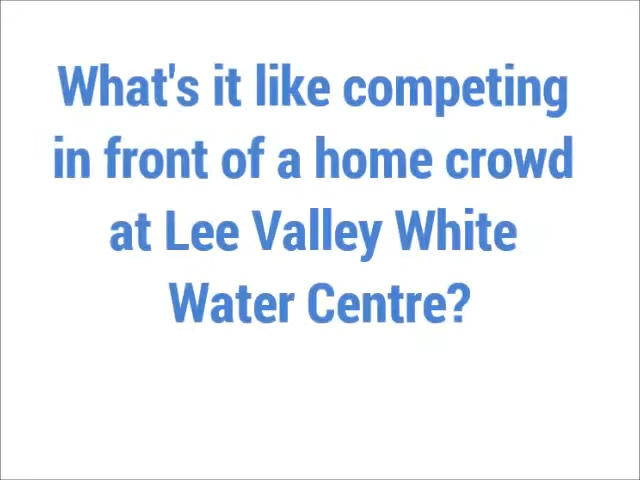 What's it like competing
in front of a home crowd
at Lee Valley White
Water Centre?